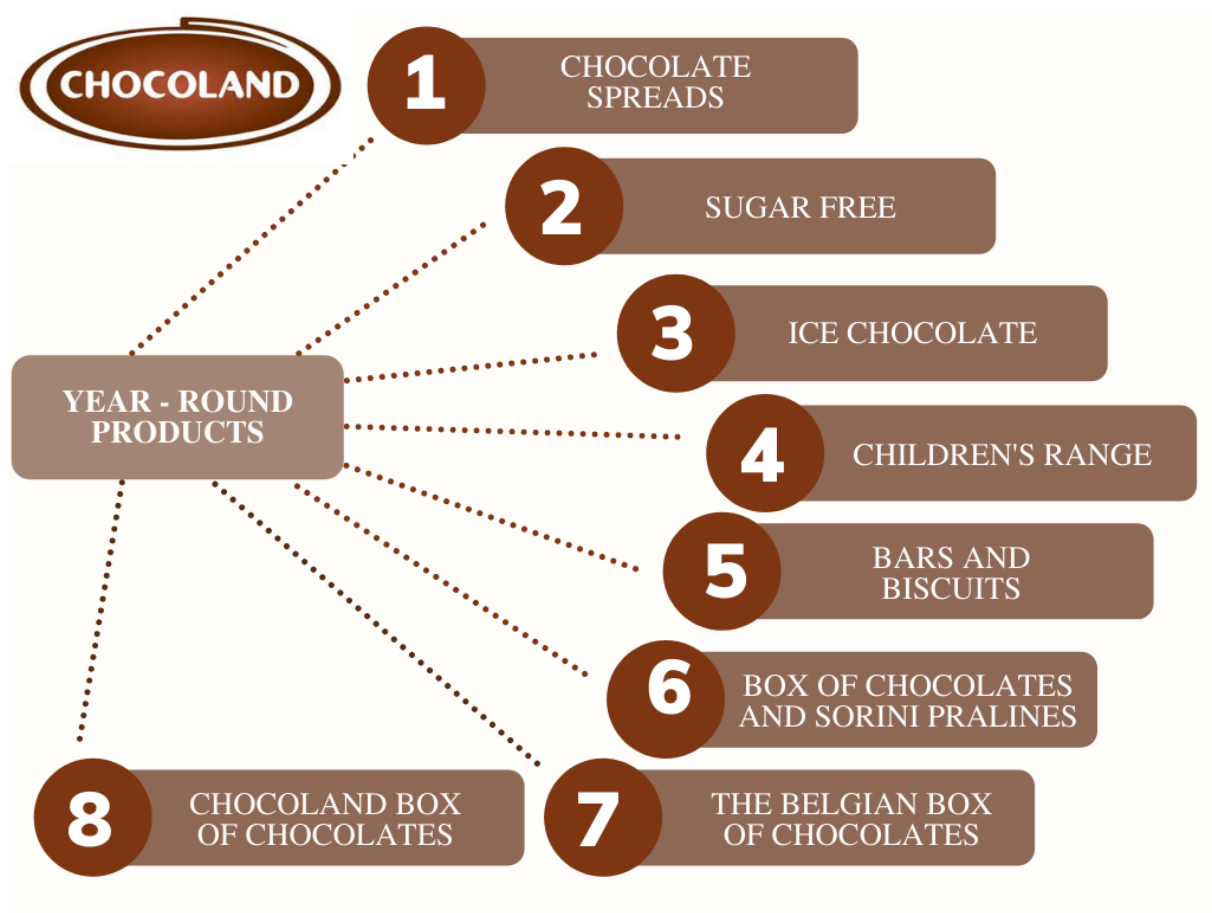 CHOCOLAND
1
CHOCOLATE
SPREADS
2
SUGAR FREE
3
ICE CHOCOLATE
YEAR - ROUND
PRODUCTS
4
CHILDREN'S RANGE
5
BARS AND
BISCUITS
6
BOX OF CHOCOLATES
AND SORINI PRALINES
7
THE BELGIAN BOX
OF CHOCOLATES
8
CHOCOLAND BOX
OF CHOCOLATES